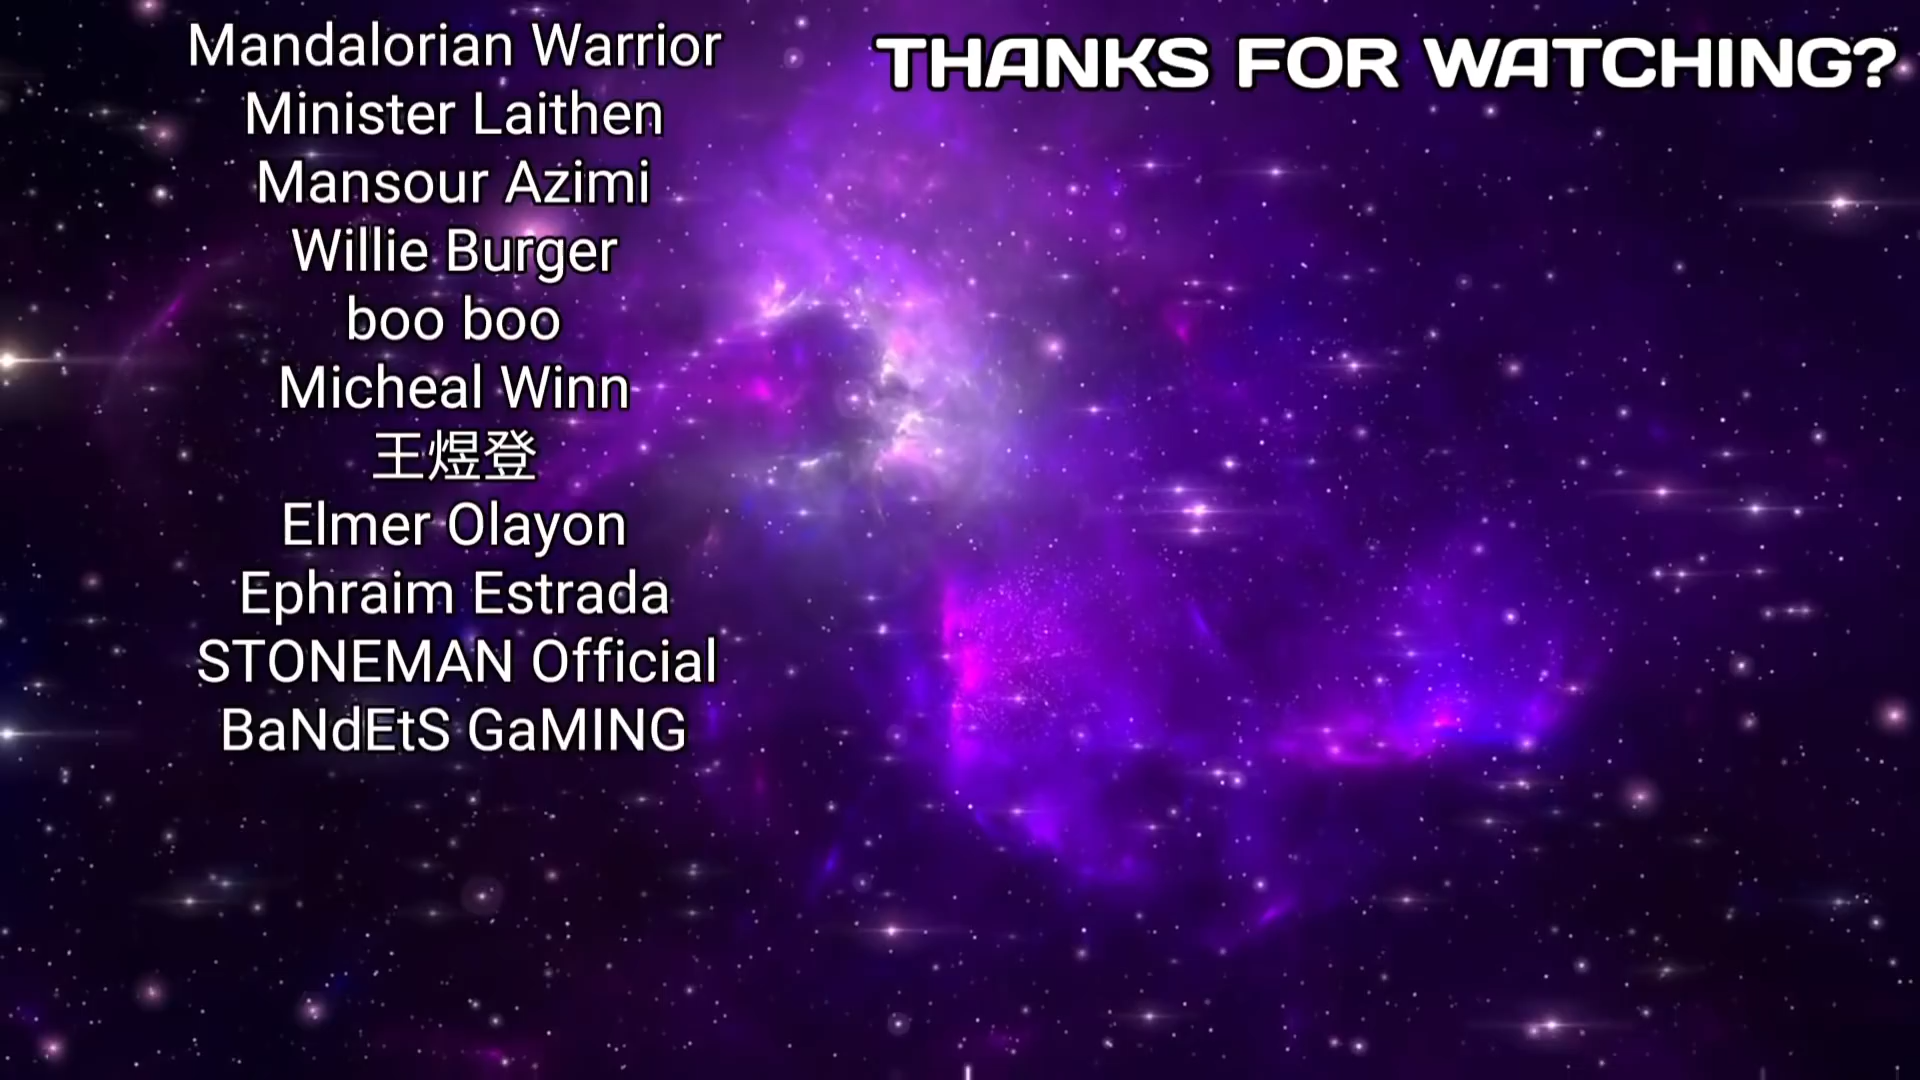 Mandalorian Warrior
Minister Laithen
Mansour Azimi
Willie Burger
boo boo
Micheal Winn
王煜登
Elmer Olayon
Ephraim Estrada
STONEMAN Official
BaNdEtS GaMING
THANKS FOR WATCHING?